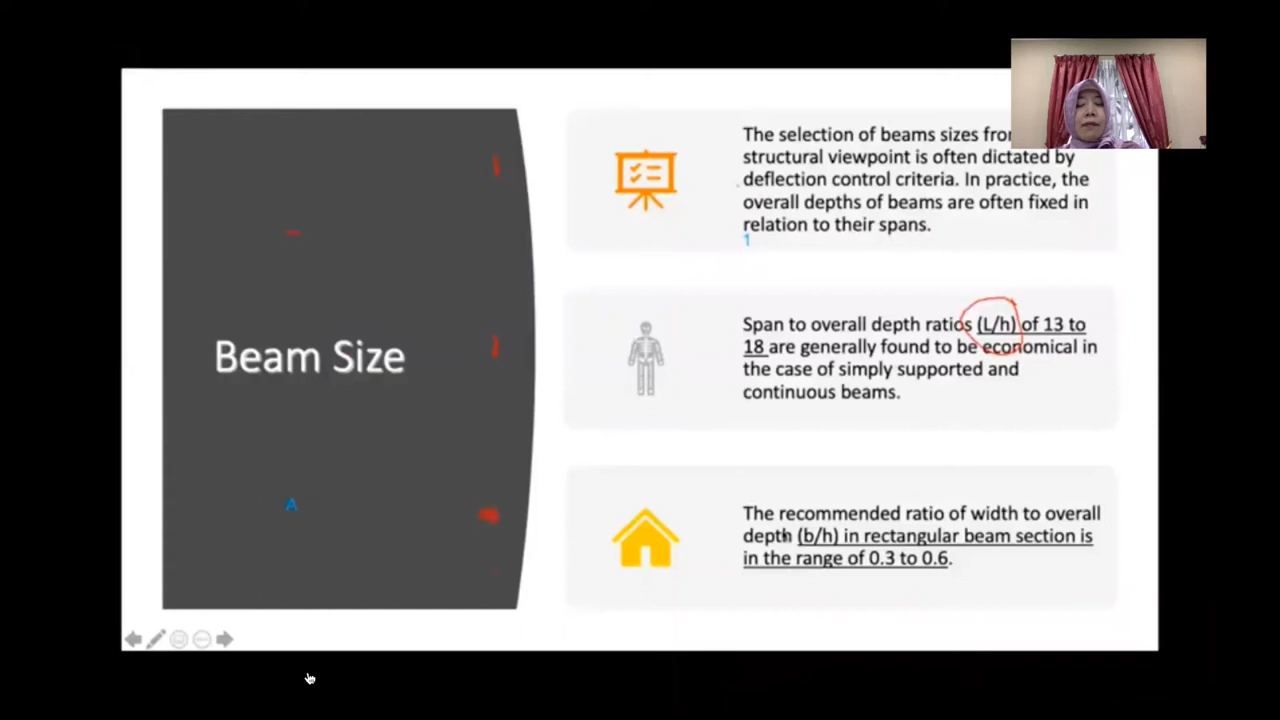 Beam Size
A
The selection of beams sizes
structural viewpoint is often dictated by
deflection control criteria. In practice, the
overall depths of beams are often fixed in
relation to their spans.
1
Span to overall depth ratios (L/h) of 13 to
18 are generally found to be economical in
the case of simply supported and
continuous beams.
The recommended ratio of width to overall
depth (b/h) in rectangular beam section is
in the range of 0.3 to 0.6.